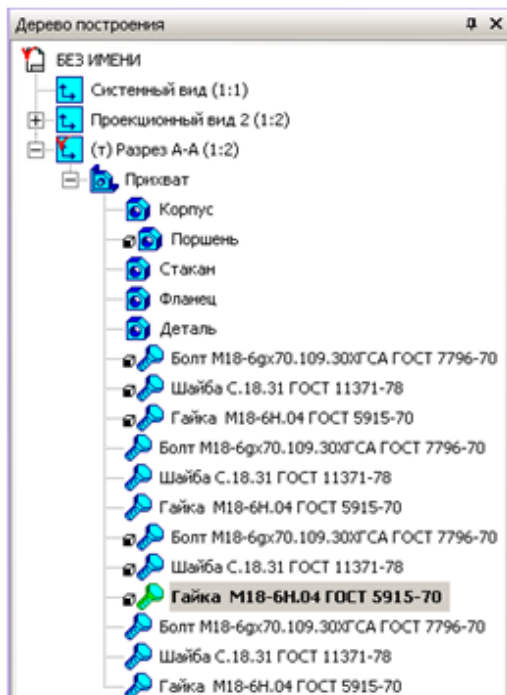 Дерево построения
БЕЗ ИМЕНИ
Системный вид (1:1)
Проекционный вид 2 (1:2)
(т) Разрез А-А (1:2)
Прихват
Корпус
Поршень
Стакан
Фланец
Деталь
Болт М18-6gx70.109.30ХГСА ГОСТ 7796-70
Шайба С.18.31 ГОСТ 11371-78
Гайка М18-6Н.04 ГОСТ 5915-70
Болт М18-6gx70.109.30ХГСА ГОСТ 7796-70
Шайба С.18.31 ГОСТ 11371-78
Гайка М18-6Н.04 ГОСТ 5915-70
Болт М18-6gx70.109.30ХГСА ГОСТ 7796-70
Шайба С.18.31 ГОСТ 11371-78
Гайка М18-6Н.04 ГОСТ 5915-70
Болт М18-6gx70.109.30ХГСА ГОСТ 7796-70
Шайба С.18.31 ГОСТ 11371-78
Гайка М18-6Н.04 ГОСТ 5915-70